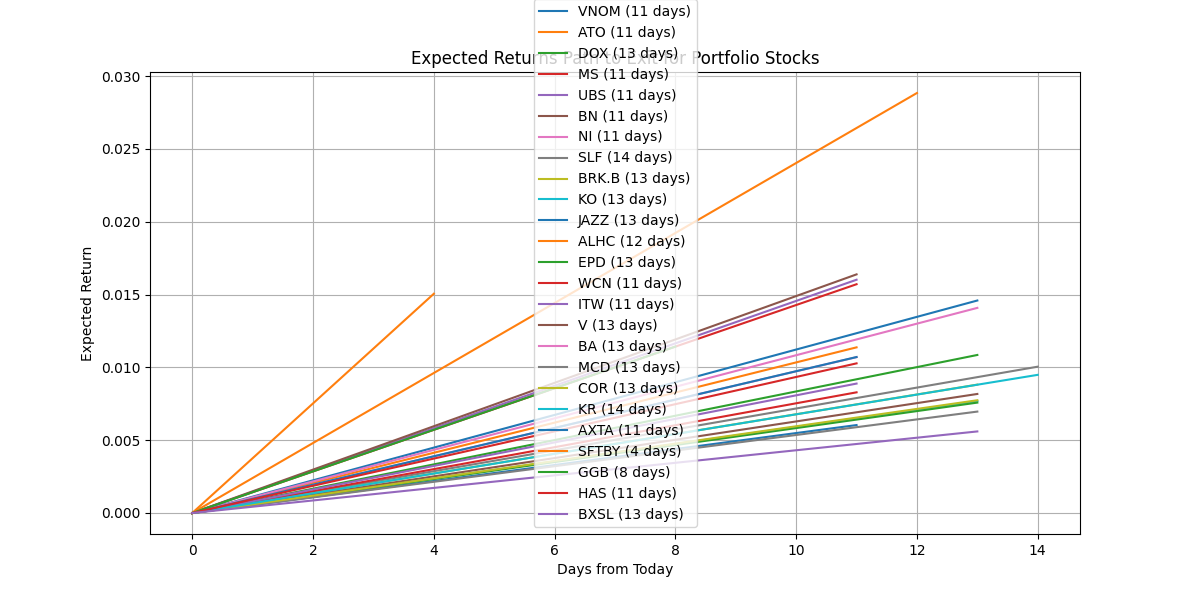 VNOM (11 days)
ATO (11 days)
DOX (13 days)
Expected Returns Path to Exit for Portfolio Stocks
MS (11 days)
UBS (11 days)
BN (11 days)
NI (11 days)
SLF (14 days)
BRK.B (13 days)
KO (13 days)
JAZZ (13 days)
ALHC (12 days)
EPD (13 days)
WCN (11 days)
ITW (11 days)
V (13 days)
BA (13 days)
MCD (13 days)
COR (13 days)
KR (14 days)
AXTA (11 days)
SFTBY (4 days)
GGB (8 days)
HAS (11 days)
BXSL (13 days)
Expected Return
0.030
0.025
0.020
0.015
0.010
0.005
0.000
0 2 4 6 8 10 12 14
Days from Today